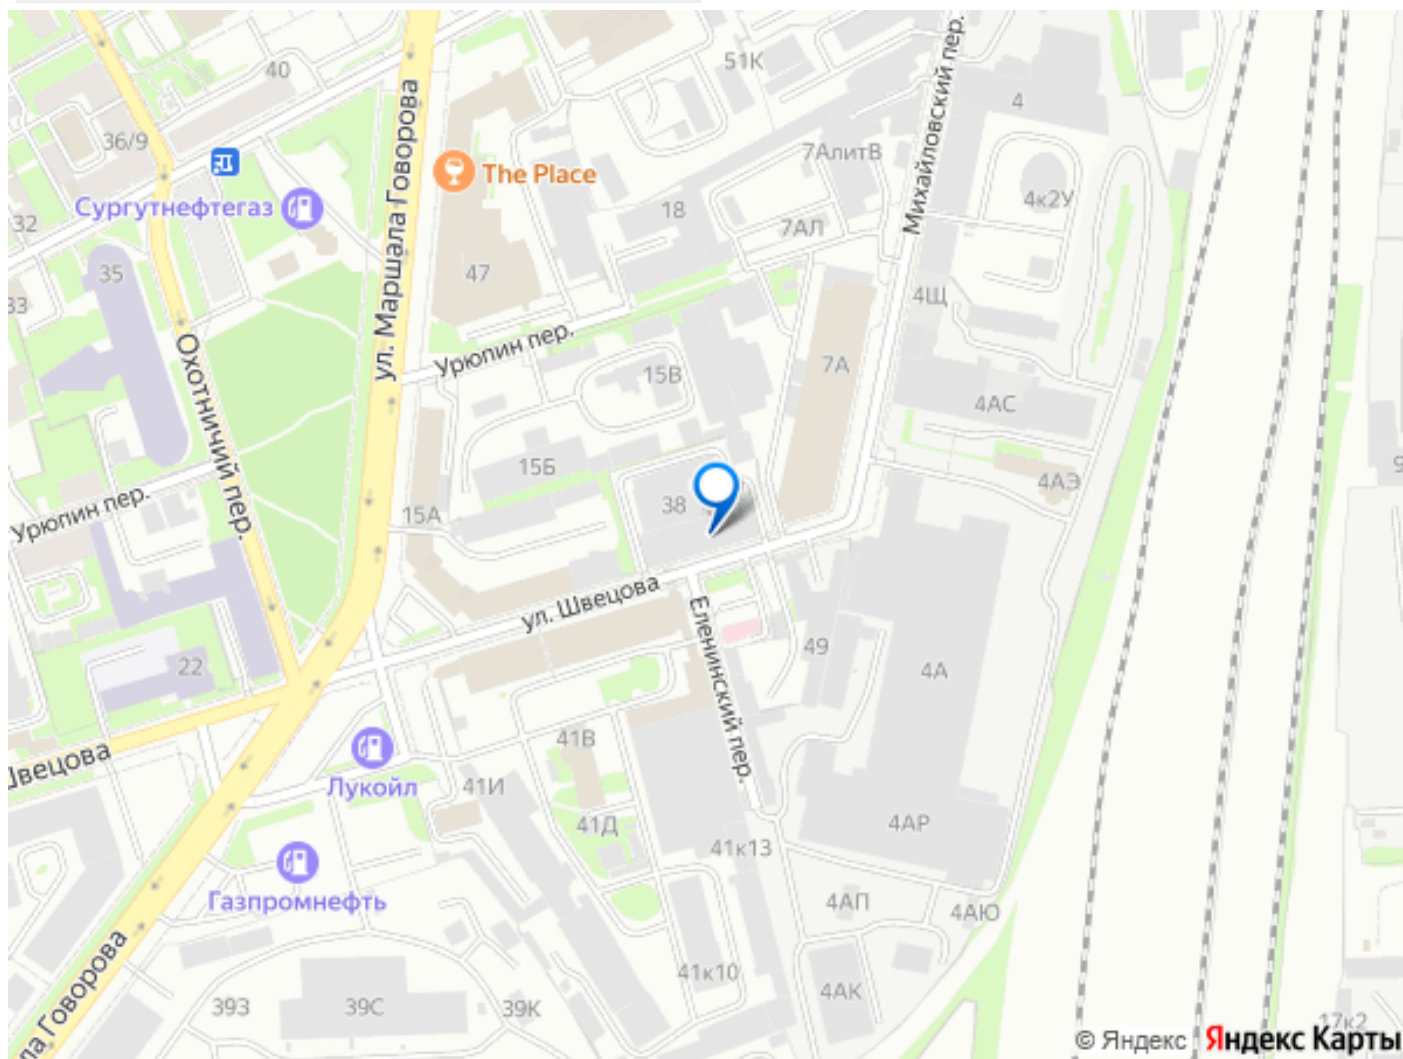 40
51К
Михайловский пер.
4
36/9
ул. Маршала Говорова
The Place
7АлитВ
4к2У
Сургутнефтегаз
18
7АЛ
32
35
47
4Щ
33
Охотничий пер.
Урюпин пер.
15В
7А
4АС
15Б
4АЭ
9
Урюпин пер.
15А
38
ул. Швецова
Еленинский пер.
49
4А
22
Швецова
Лукойл
41В
41И
41Д
4АР
41к13
Газпромнефть
4АП
4АЮ
ла Говорова
39З
39С
39К
41к10
4АК
17к2
© Яндекс
Яндекс Карты